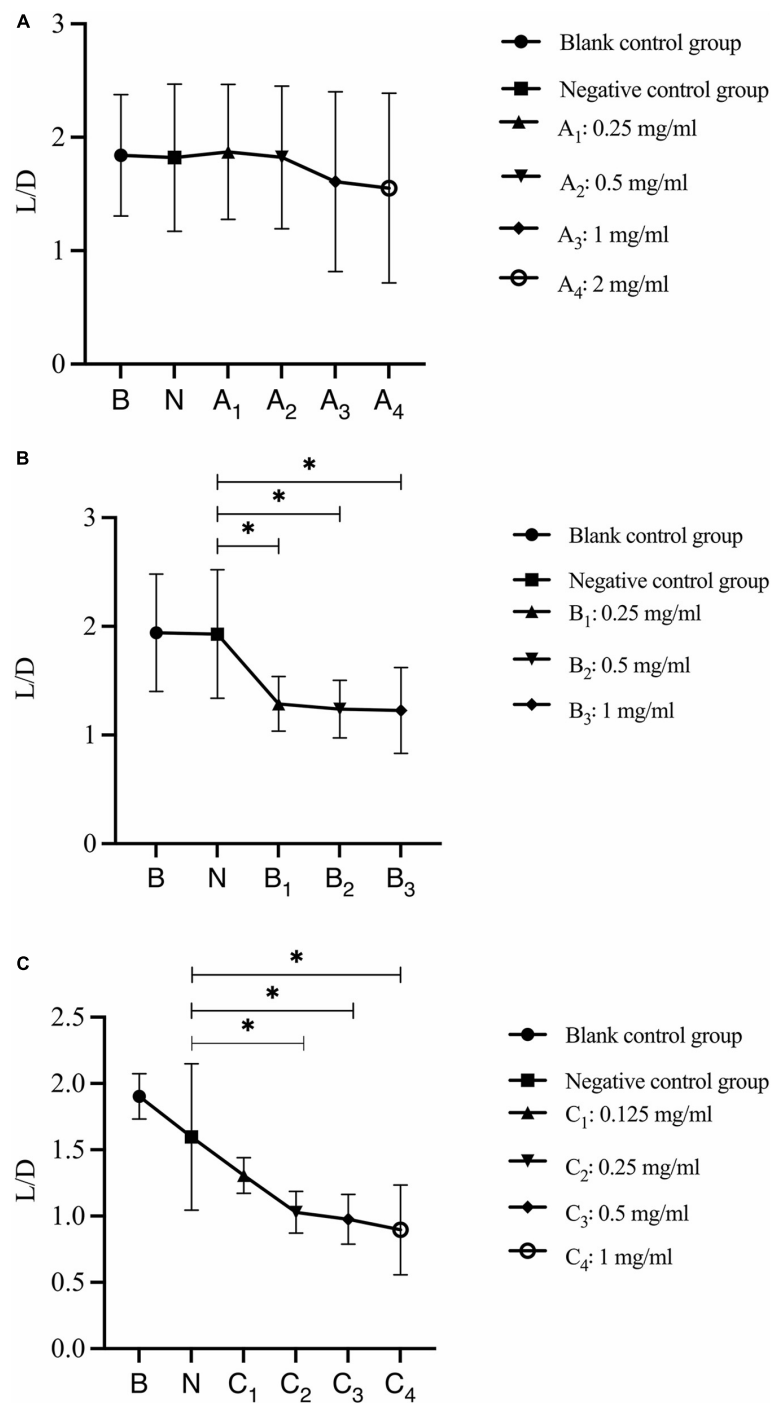 A
3
2
1
0
L/D
B N A1 A2 A3 A4
Blank control group
Negative control group
A1: 0.25 mg/ml
A2: 0.5 mg/ml
A3: 1 mg/ml
A4: 2 mg/ml
B
*
*
*
3
2
1
0
L/D
B N B1 B2 B3
Blank control group
Negative control group
B1: 0.25 mg/ml
B2: 0.5 mg/ml
B3: 1 mg/ml
C
*
*
*
2.5
2.0
1.5
1.0
0.5
0.0
L/D
B N C1 C2 C3 C4
Blank control group
Negative control group
C1: 0.125 mg/ml
C2: 0.25 mg/ml
C3: 0.5 mg/ml
C4: 1 mg/ml